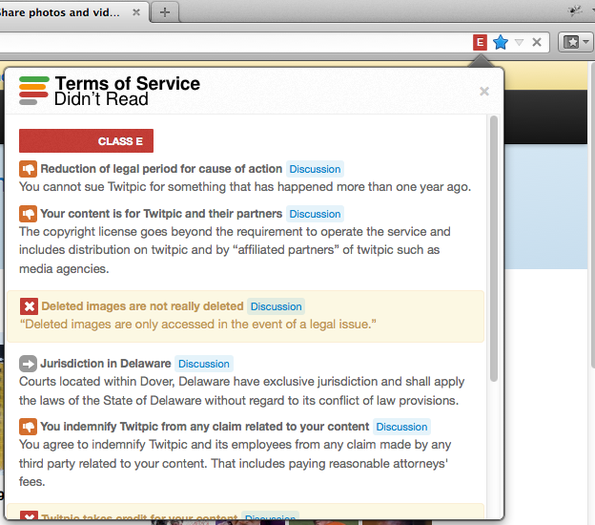 Share photos and vid...
E
Terms of Service
Didn't Read
CLASS E
Reduction of legal period for cause of action Discussion
You cannot sue Twitpic for something that has happened more than one year ago.
Your content is for Twitpic and their partners Discussion
The copyright license goes beyond the requirement to operate the service and
includes distribution on twitpic and by “affiliated partners” of twitpic such as
media agencies.
Deleted images are not really deleted Discussion
“Deleted images are only accessed in the event of a legal issue.”
Jurisdiction in Delaware Discussion
Courts located within Dover, Delaware have exclusive jurisdiction and shall apply
the laws of the State of Delaware without regard to its conflict of law provisions.
You indemnify Twitpic from any claim related to your content Discussion
You agree to indemnify Twitpic and its employees from any claim made by any
third party related to your content. That includes paying reasonable attorneys'
fees.
Twitpic takes credit for your content Discussion